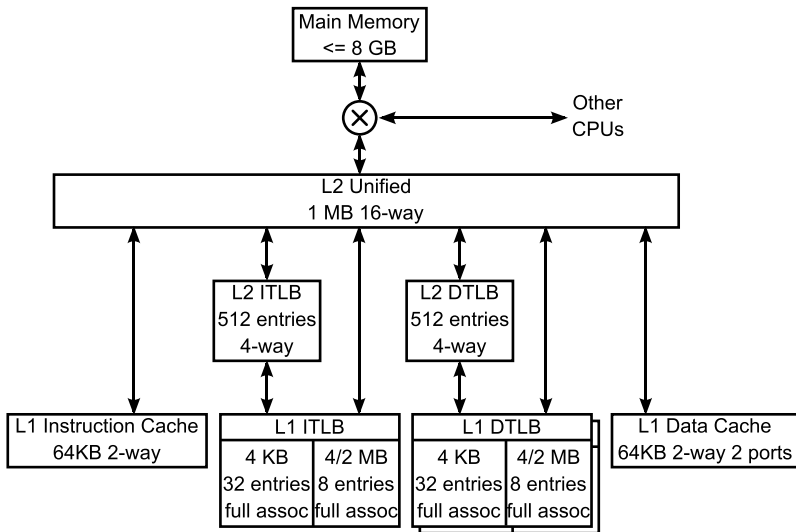 Main Memory
<= 8 GB
Other
CPUs
L2 Unified
1 MB 16-way
L2 ITLB
512 entries
4-way
L2 DTLB
512 entries
4-way
L1 Instruction Cache
64KB 2-way
L1 ITLB
4 KB
32 entries
full assoc
4/2 MB
8 entries
full assoc
L1 DTLB
4 KB
32 entries
full assoc
4/2 MB
8 entries
full assoc
L1 Data Cache
64KB 2-way 2 ports